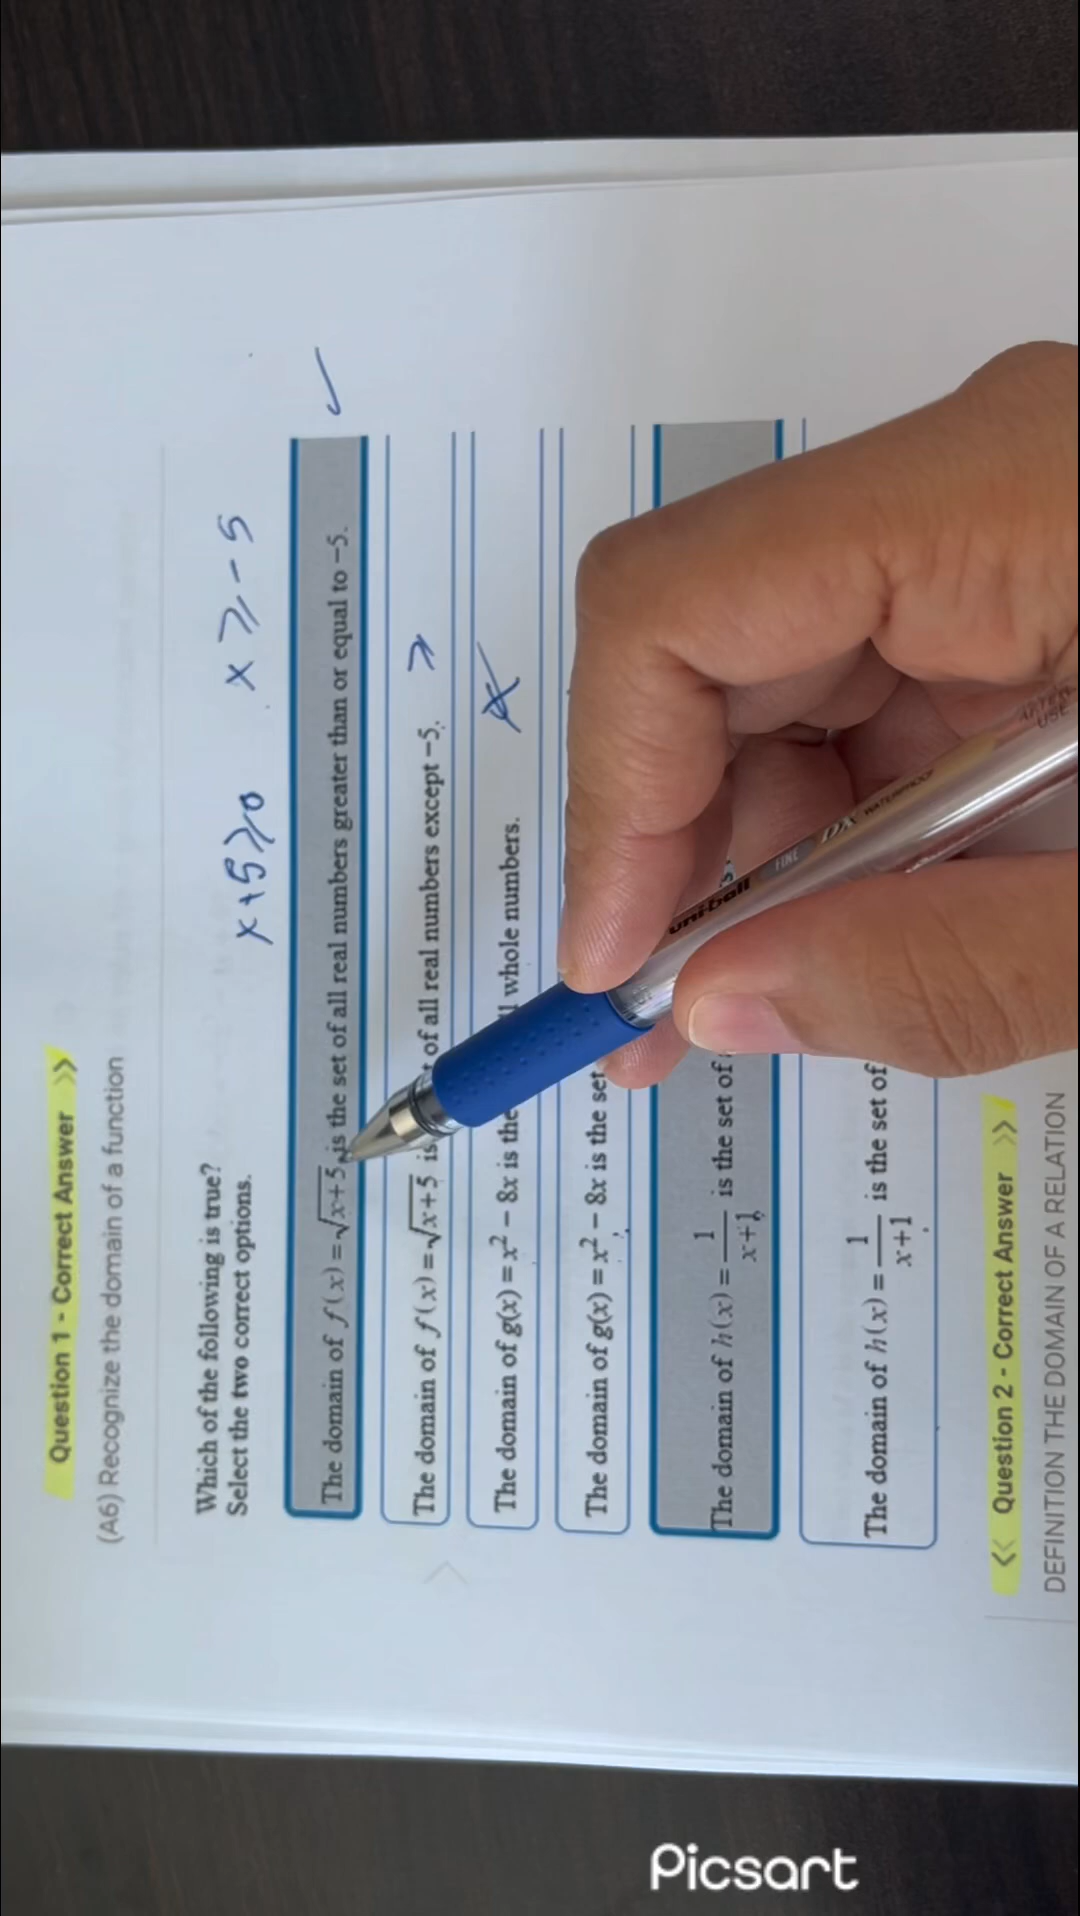 Question 1 - Correct Answer >>
(A6) Recognize the domain of a function
Which of the following is true?
Select the two correct options.
x+5⩾0 x⩾-5
The domain of f(x)=√x+5 is the set of all real numbers greater than or equal to −5. ✓
The domain of f(x)=√x+5 is of all real numbers except −5.
The domain of g(x) = x² − 8x is the whole numbers.
The domain of g(x) = x² − 8x is the set
The domain of h(x) = 1/x+1 is the set of
The domain of h(x) = 1/x+1 is the set of
<< Question 2 - Correct Answer >>
DEFINITION THE DOMAIN OF A RELATION
uni-ball FINE DX WATERPROOF
AFTER
USE
Picsart